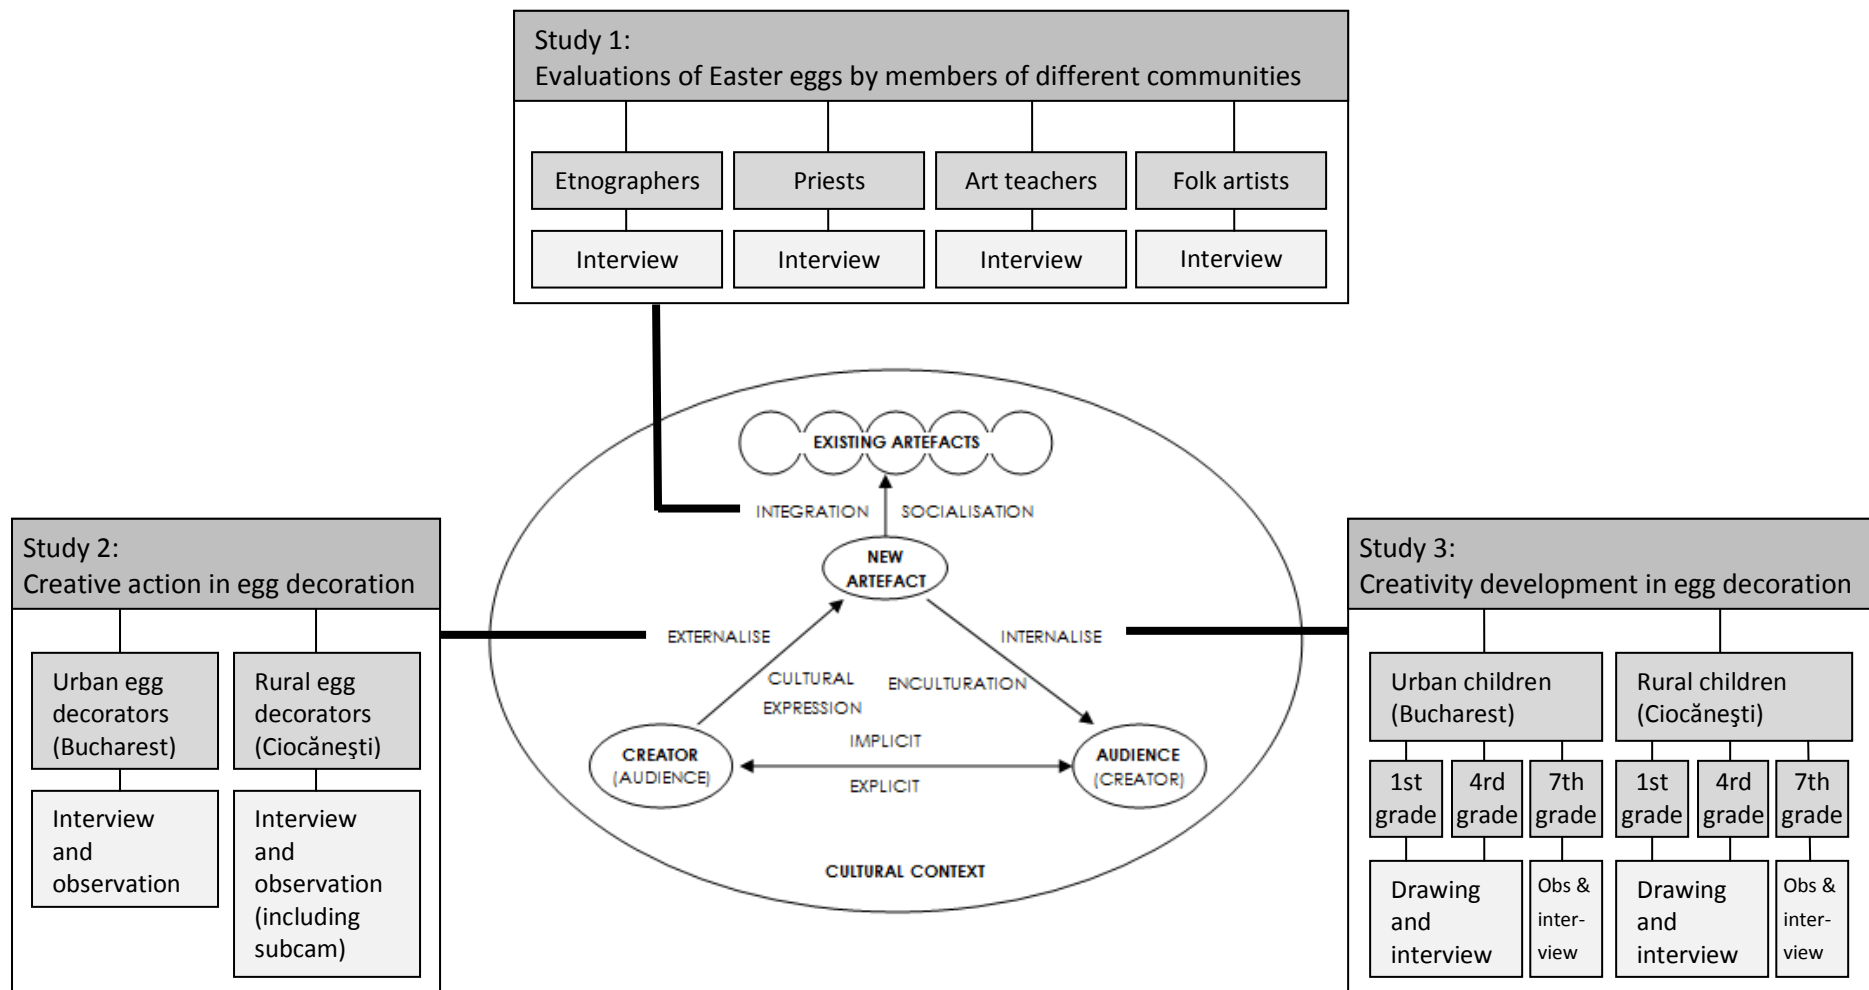 Study 1:
Evaluations of Easter eggs by members of different communities
Etnographers
Priests
Art teachers
Folk artists
Interview
Interview
Interview
Interview
EXISTING ARTEFACTS
INTEGRATION
SOCIALISATION
NEW
ARTEFACT
EXTERNALISE
INTERNALISE
CULTURAL
EXPRESSION
ENCULTURATION
IMPLICIT
EXPLICIT
CREATOR
(AUDIENCE)
AUDIENCE
(CREATOR)
CULTURAL CONTEXT
Study 2:
Creative action in egg decoration
Urban egg
decorators
(Bucharest)
Rural egg
decorators
(Ciocăneşti)
Interview
and
observation
Interview
and
observation
(including
subcam)
Study 3:
Creativity development in egg decoration
Urban children
(Bucharest)
Rural children
(Ciocăneşti)
1st
grade
4rd
grade
7th
grade
1st
grade
4rd
grade
7th
grade
Drawing
and
interview
Obs &
inter-
view
Drawing
and
interview
Obs &
inter-
view